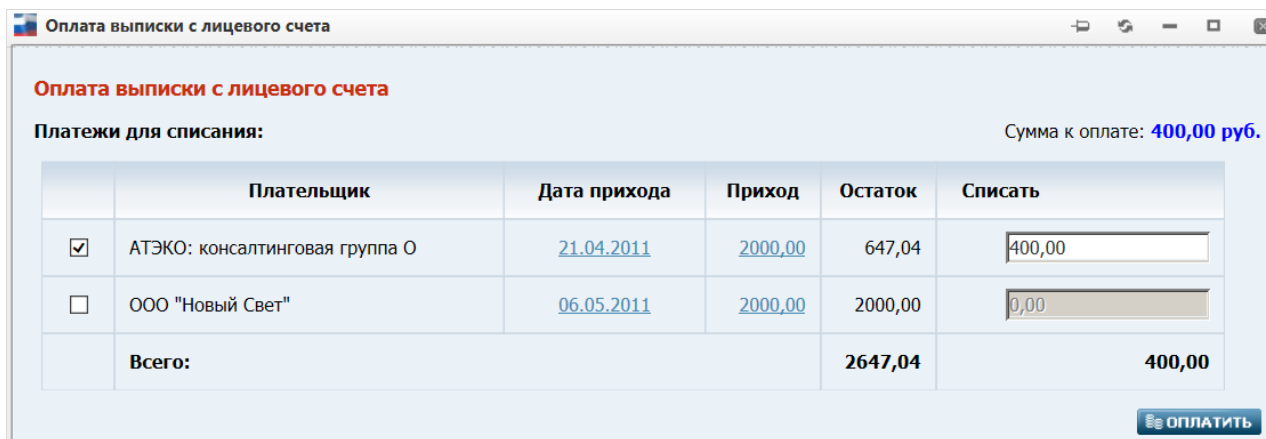 Оплата выписки с лицевого счета
Оплата выписки с лицевого счета
Платежи для списания: Сумма к оплате: 400,00 руб.
Плательщик Дата прихода Приход Остаток Списать
АТЭКО: консалтинговая группа О 21.04.2011 2000,00 647,04 400,00
ООО "Новый Свет" 06.05.2011 2000,00 2000,00 0,00
Всего: 2647,04 400,00
ОПЛАТИТЬ